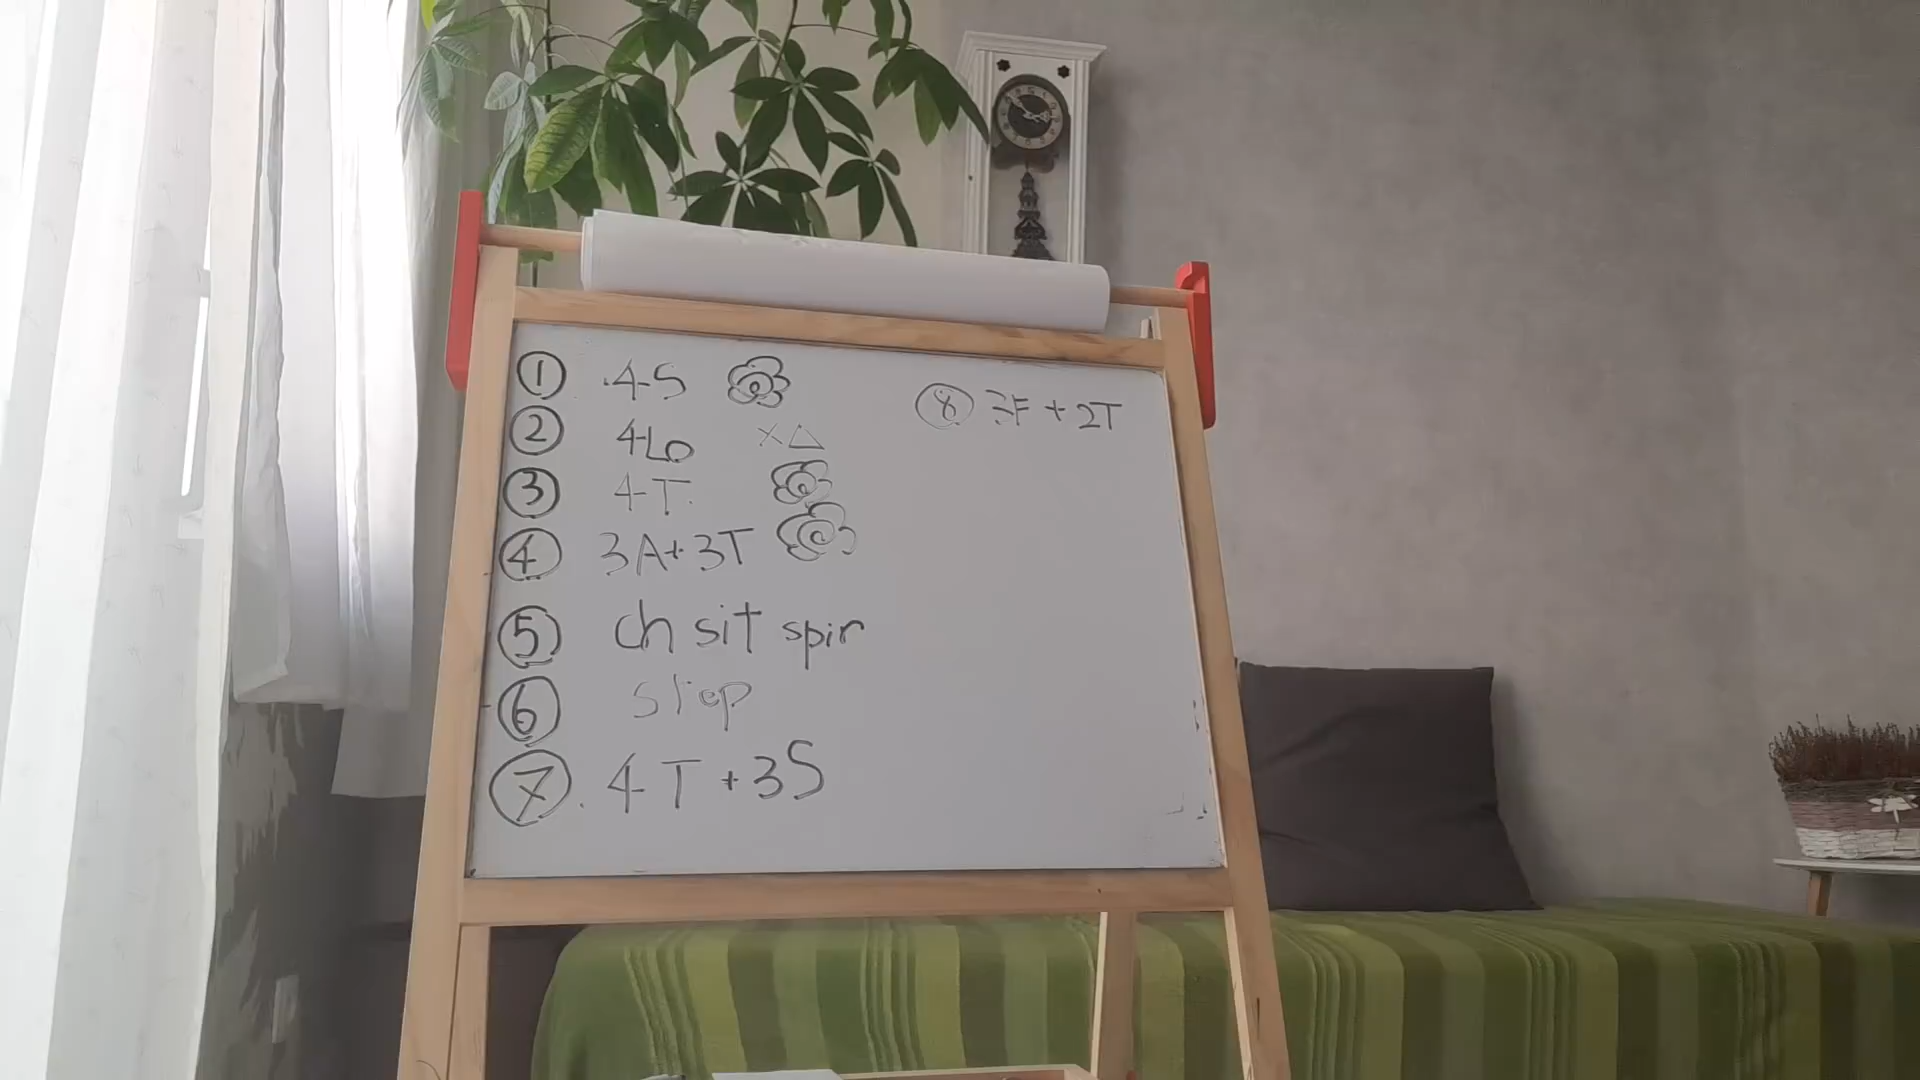 ① 4S
② 4Lo ×△
③ 4T
④ 3A+3T
⑤ ch sit spin
⑥ step
⑦ 4T+3S
⑧ 3F+2T